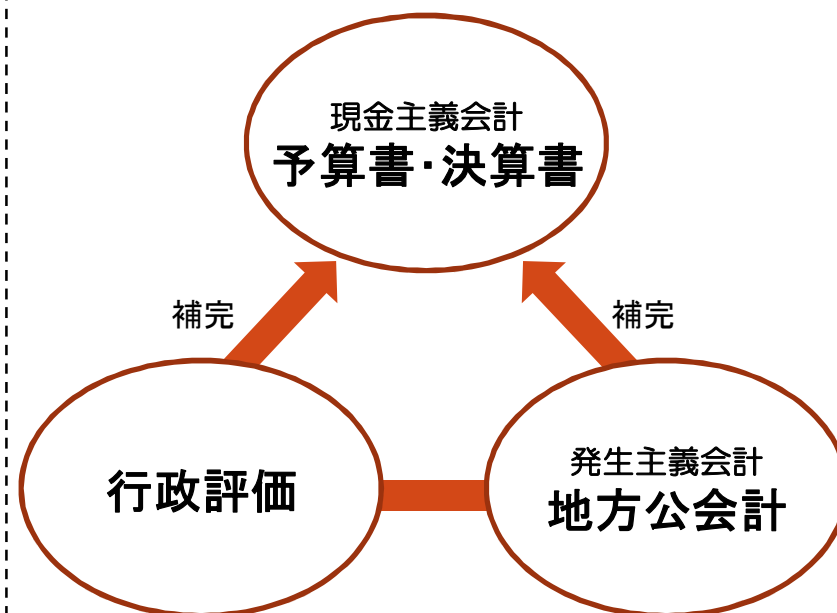 現金主義会計
予算書・決算書
補完
補完
行政評価
発生主義会計
地方公会計